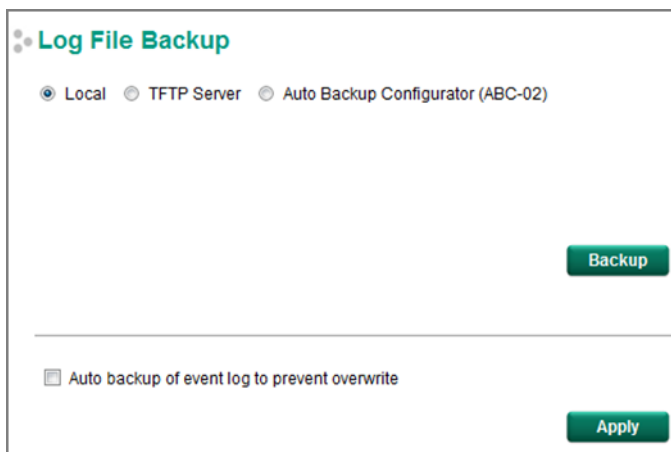 Log File Backup
Local TFTP Server Auto Backup Configurator (ABC-02)
Backup
Auto backup of event log to prevent overwrite
Apply